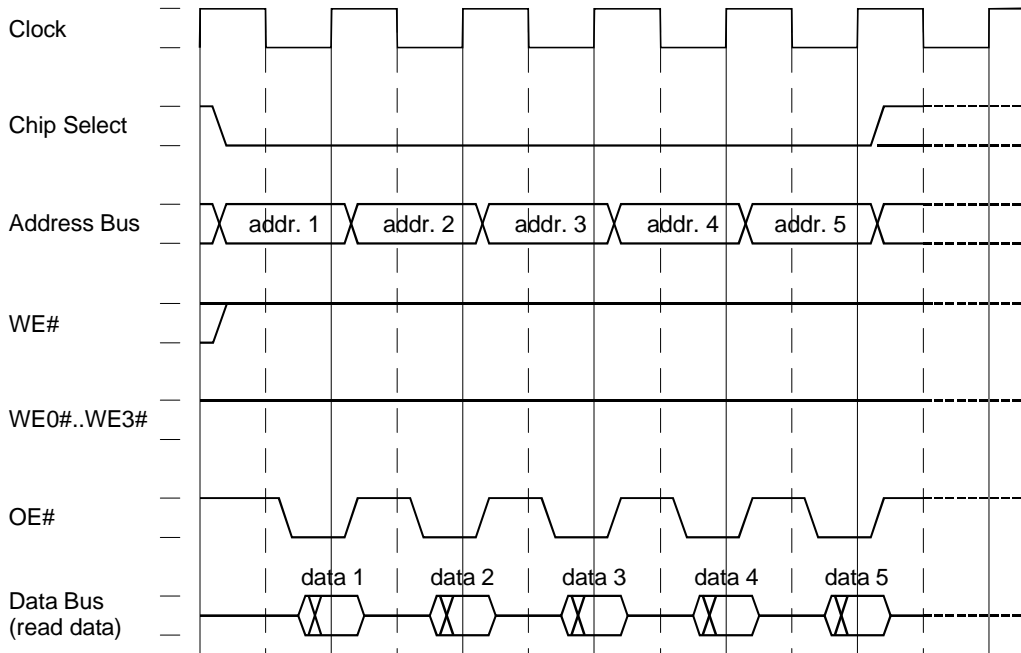 Clock
Chip Select
Address Bus
addr. 1 addr. 2 addr. 3 addr. 4 addr. 5
WE#
WE0#..WE3#
OE#
data 1 data 2 data 3 data 4 data 5
Data Bus
(read data)